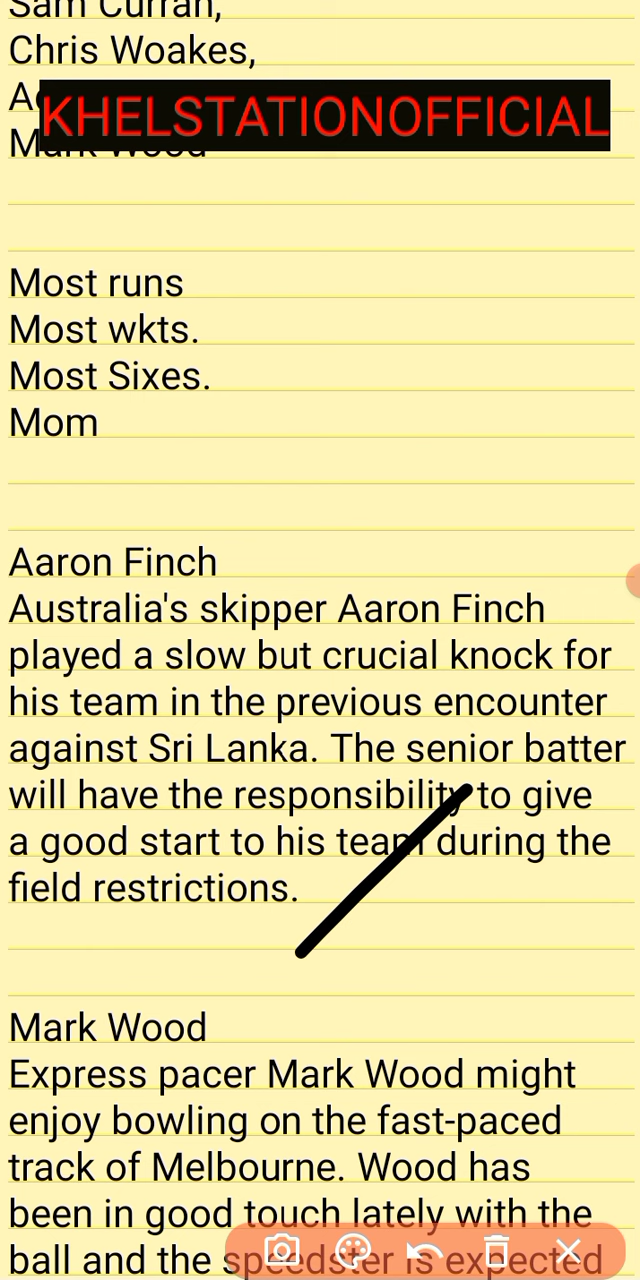 Sam Curran,
Chris Woakes,
KHELSTATIONOFFICIAL
Mark Wood
Most runs
Most wkts.
Most Sixes.
Mom
Aaron Finch
Australia's skipper Aaron Finch
played a slow but crucial knock for
his team in the previous encounter
against Sri Lanka. The senior batter
will have the responsibility to give
a good start to his team during the
field restrictions.
Mark Wood
Express pacer Mark Wood might
enjoy bowling on the fast-paced
track of Melbourne. Wood has
been in good touch lately with the
ball and the speedster is expected